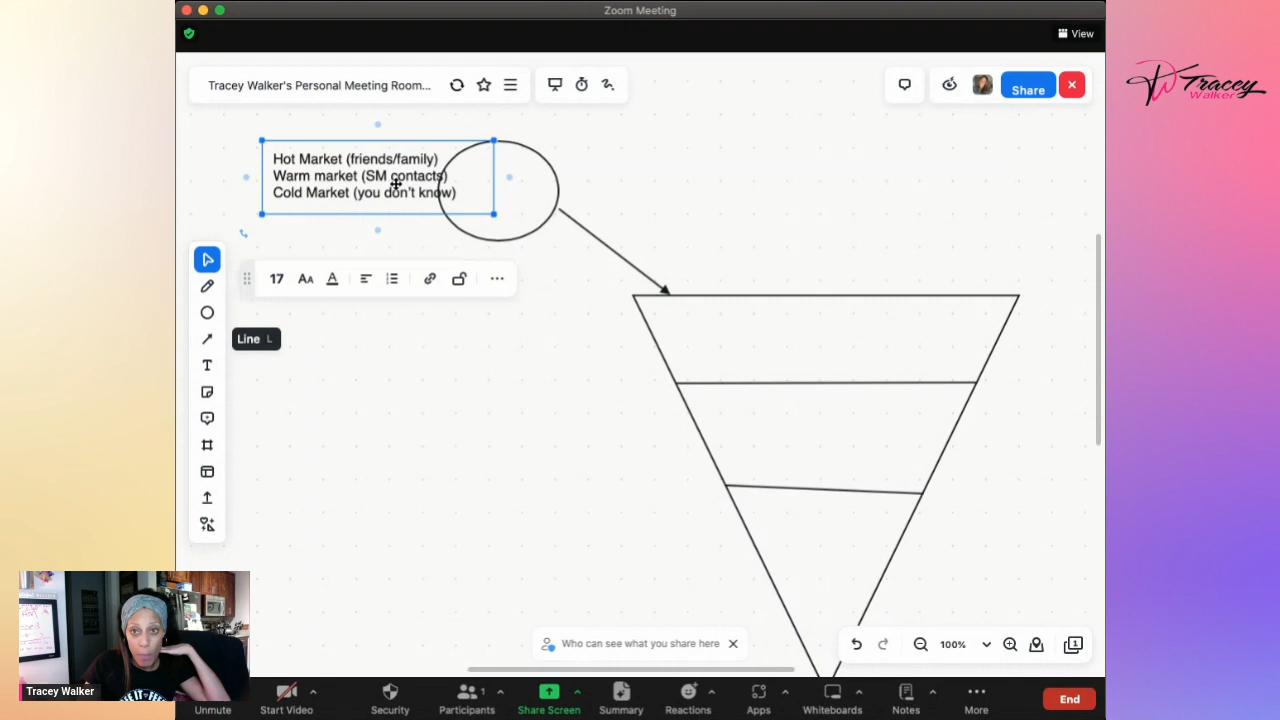 Zoom Meeting
View
Tracey Walker's Personal Meeting Room...
Share
Tracey
Walker
Hot Market (friends/family)
Warm market (SM contacts)
Cold Market (you don't know)
17
Line L
Who can see what you share here
100%
1
Tracey Walker
Unmute
Start Video
Security
Participants 1
Share Screen
Summary
Reactions
Apps
Whiteboards
Notes
More
End